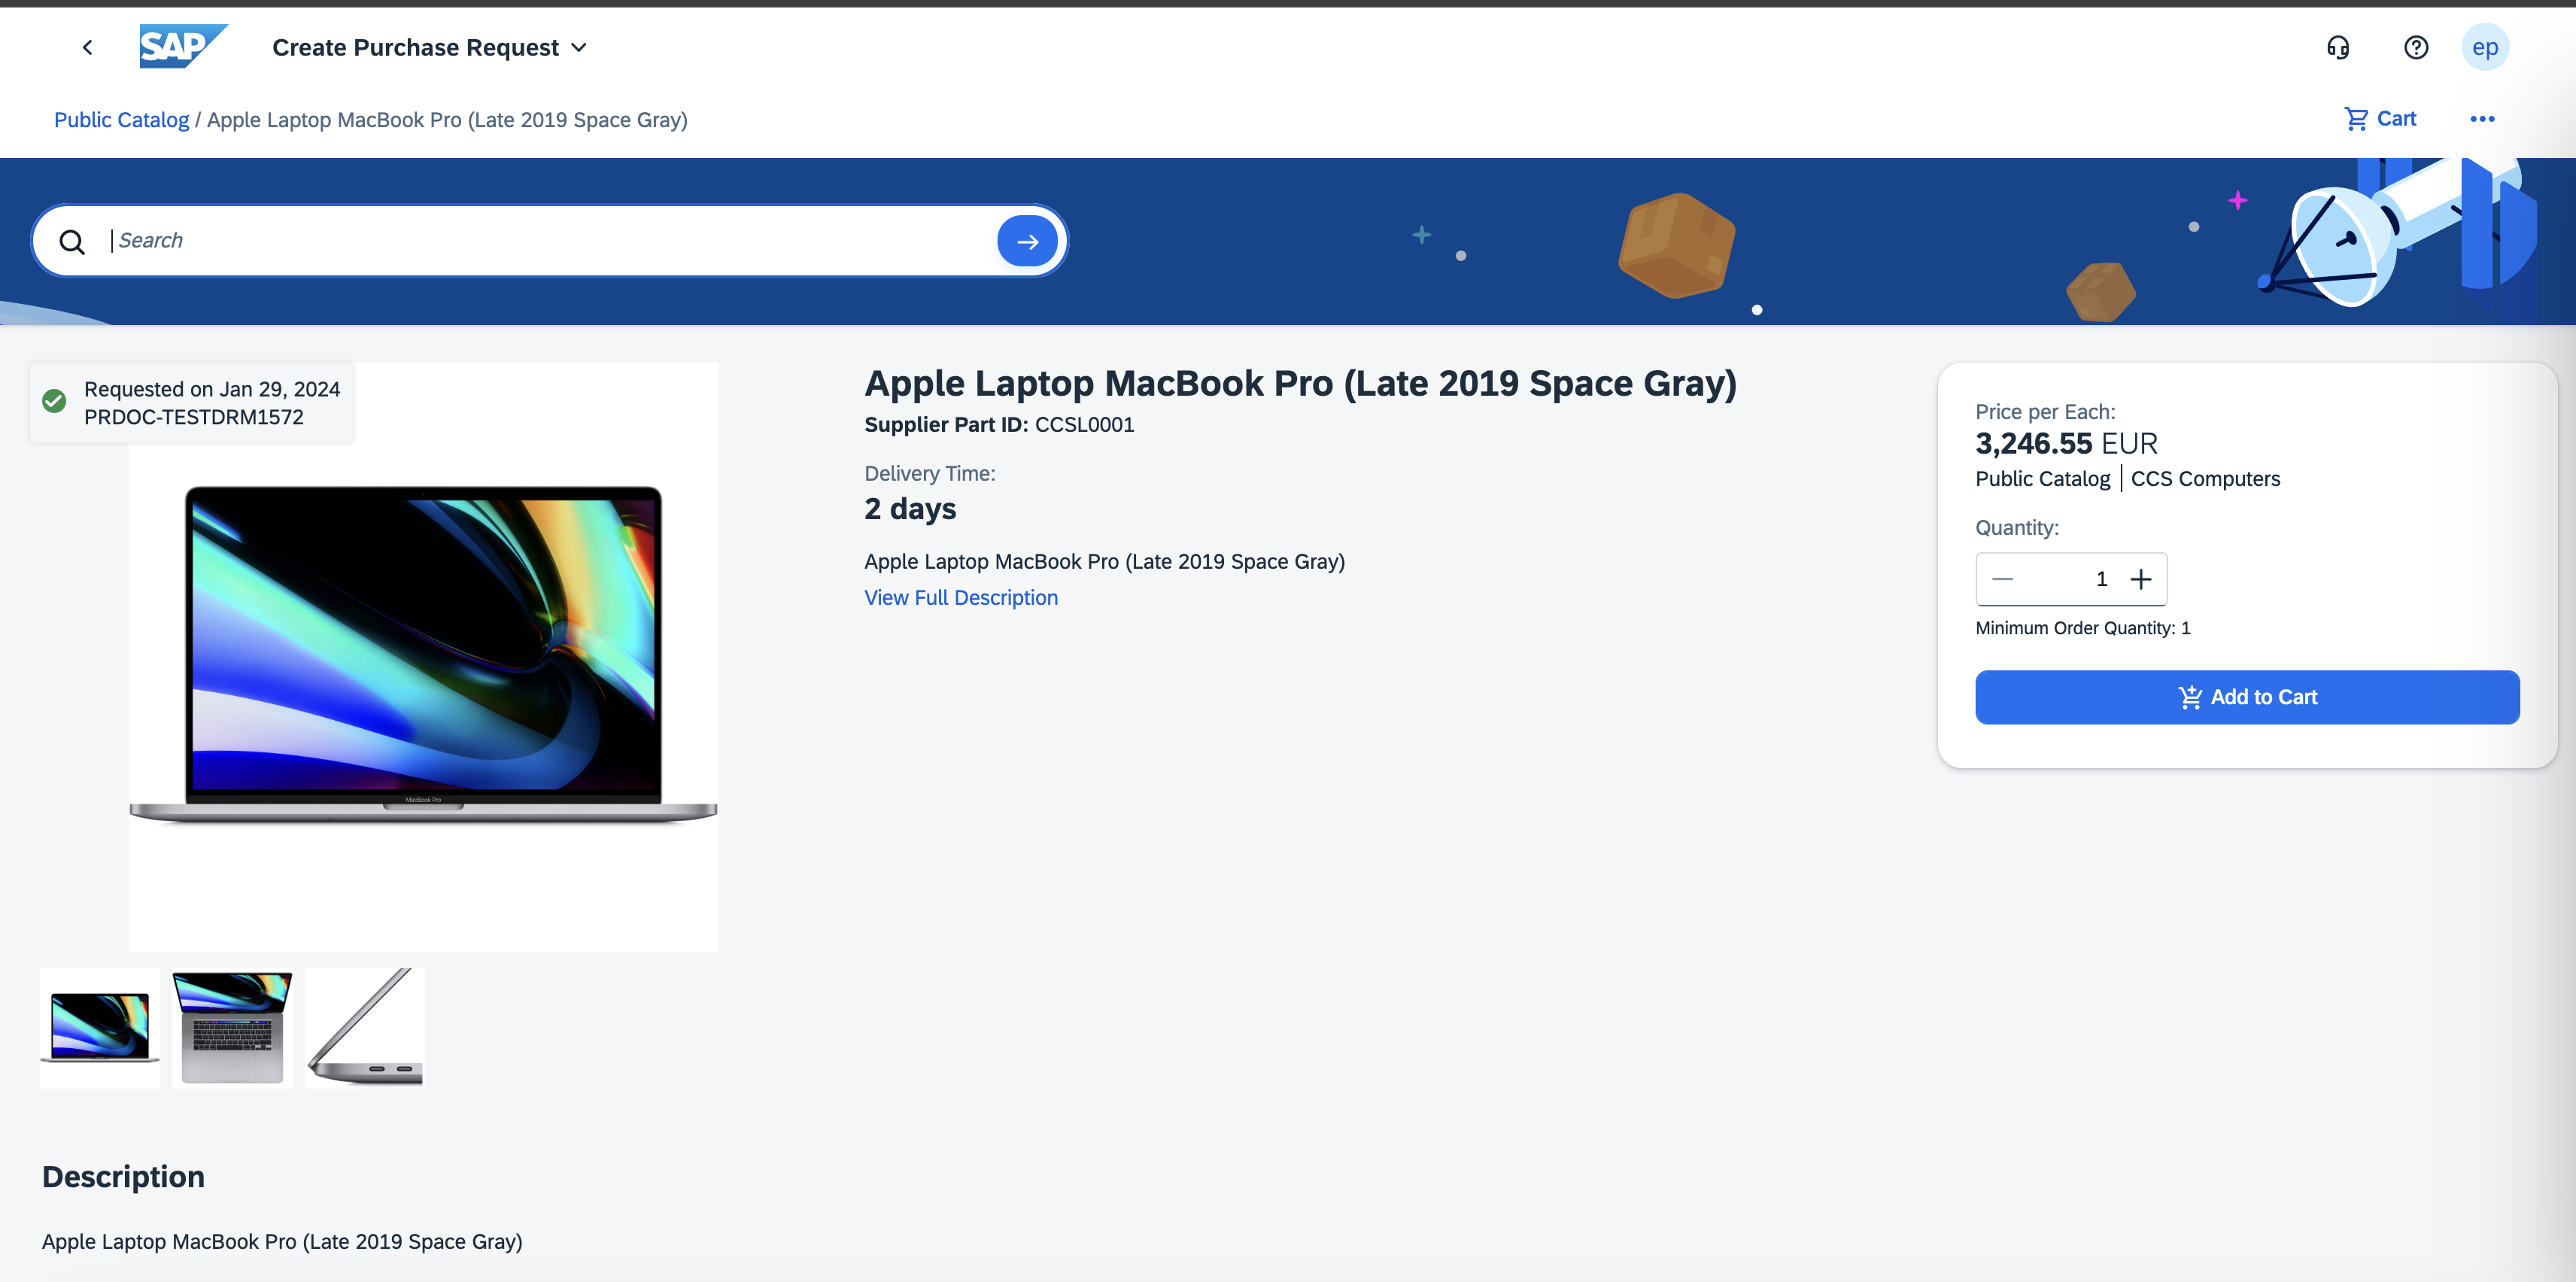 SAP
Create Purchase Request
ep
Public Catalog / Apple Laptop MacBook Pro (Late 2019 Space Gray)
Cart
Search
Requested on Jan 29, 2024
PRDOC-TESTDRM1572
MacBook Pro
Apple Laptop MacBook Pro (Late 2019 Space Gray)
Supplier Part ID: CCSL0001
Delivery Time:
2 days
Apple Laptop MacBook Pro (Late 2019 Space Gray)
View Full Description
Price per Each:
3,246.55 EUR
Public Catalog | CCS Computers
Quantity:
1
Minimum Order Quantity: 1
Add to Cart
Description
Apple Laptop MacBook Pro (Late 2019 Space Gray)